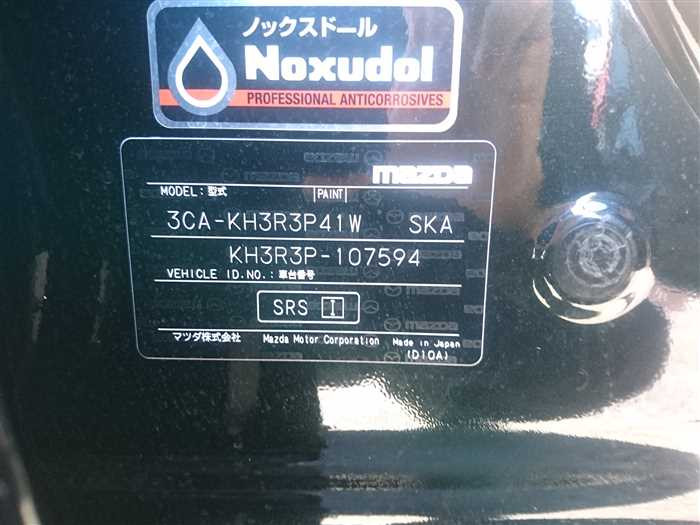 ノックスドール
Noxudol
PROFESSIONAL ANTICORROSIVES
mazda
MODEL: 型式 PAINT
3CA-KH3R3P41W SKA
KH3R3P-107594
VEHICLE ID.NO.: 車台番号
SRS I
マツダ株式会社 Mazda Motor Corporation Made in Japan
(D10A)